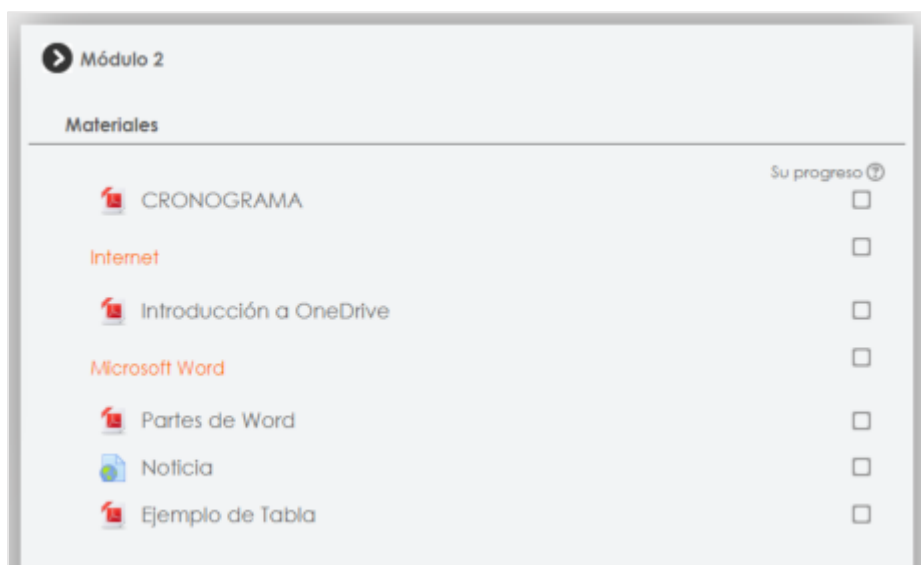 Módulo 2
Materiales
Su progreso
CRONOGRAMA
Internet
Introducción a OneDrive
Microsoft Word
Partes de Word
Noticia
Ejemplo de Tabla